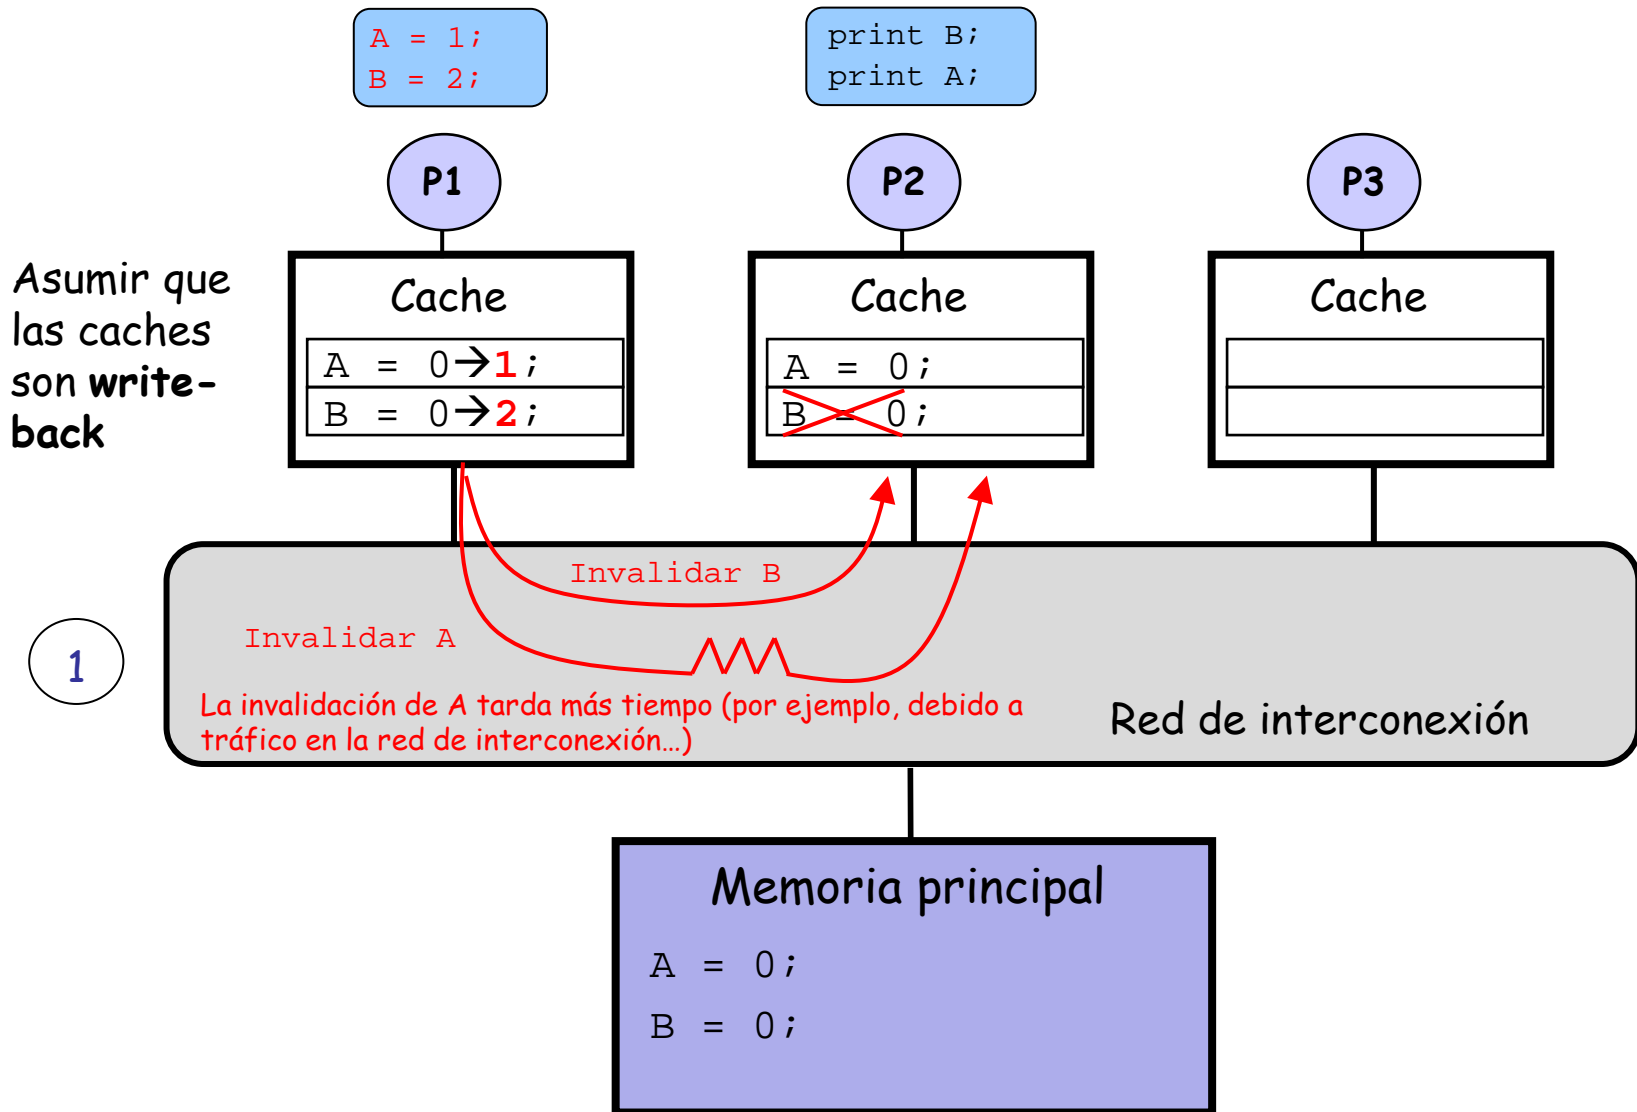 A = 1;
B = 2;
print B;
print A;
P1
P2
P3
Asumir que
las caches
son write-
back
Cache
A = 0→1;
B = 0→2;
Cache
A = 0;
B = 0;
Cache
Invalidar B
Invalidar A
1
La invalidación de A tarda más tiempo (por ejemplo, debido a
tráfico en la red de interconexión…)
Red de interconexión
Memoria principal
A = 0;
B = 0;